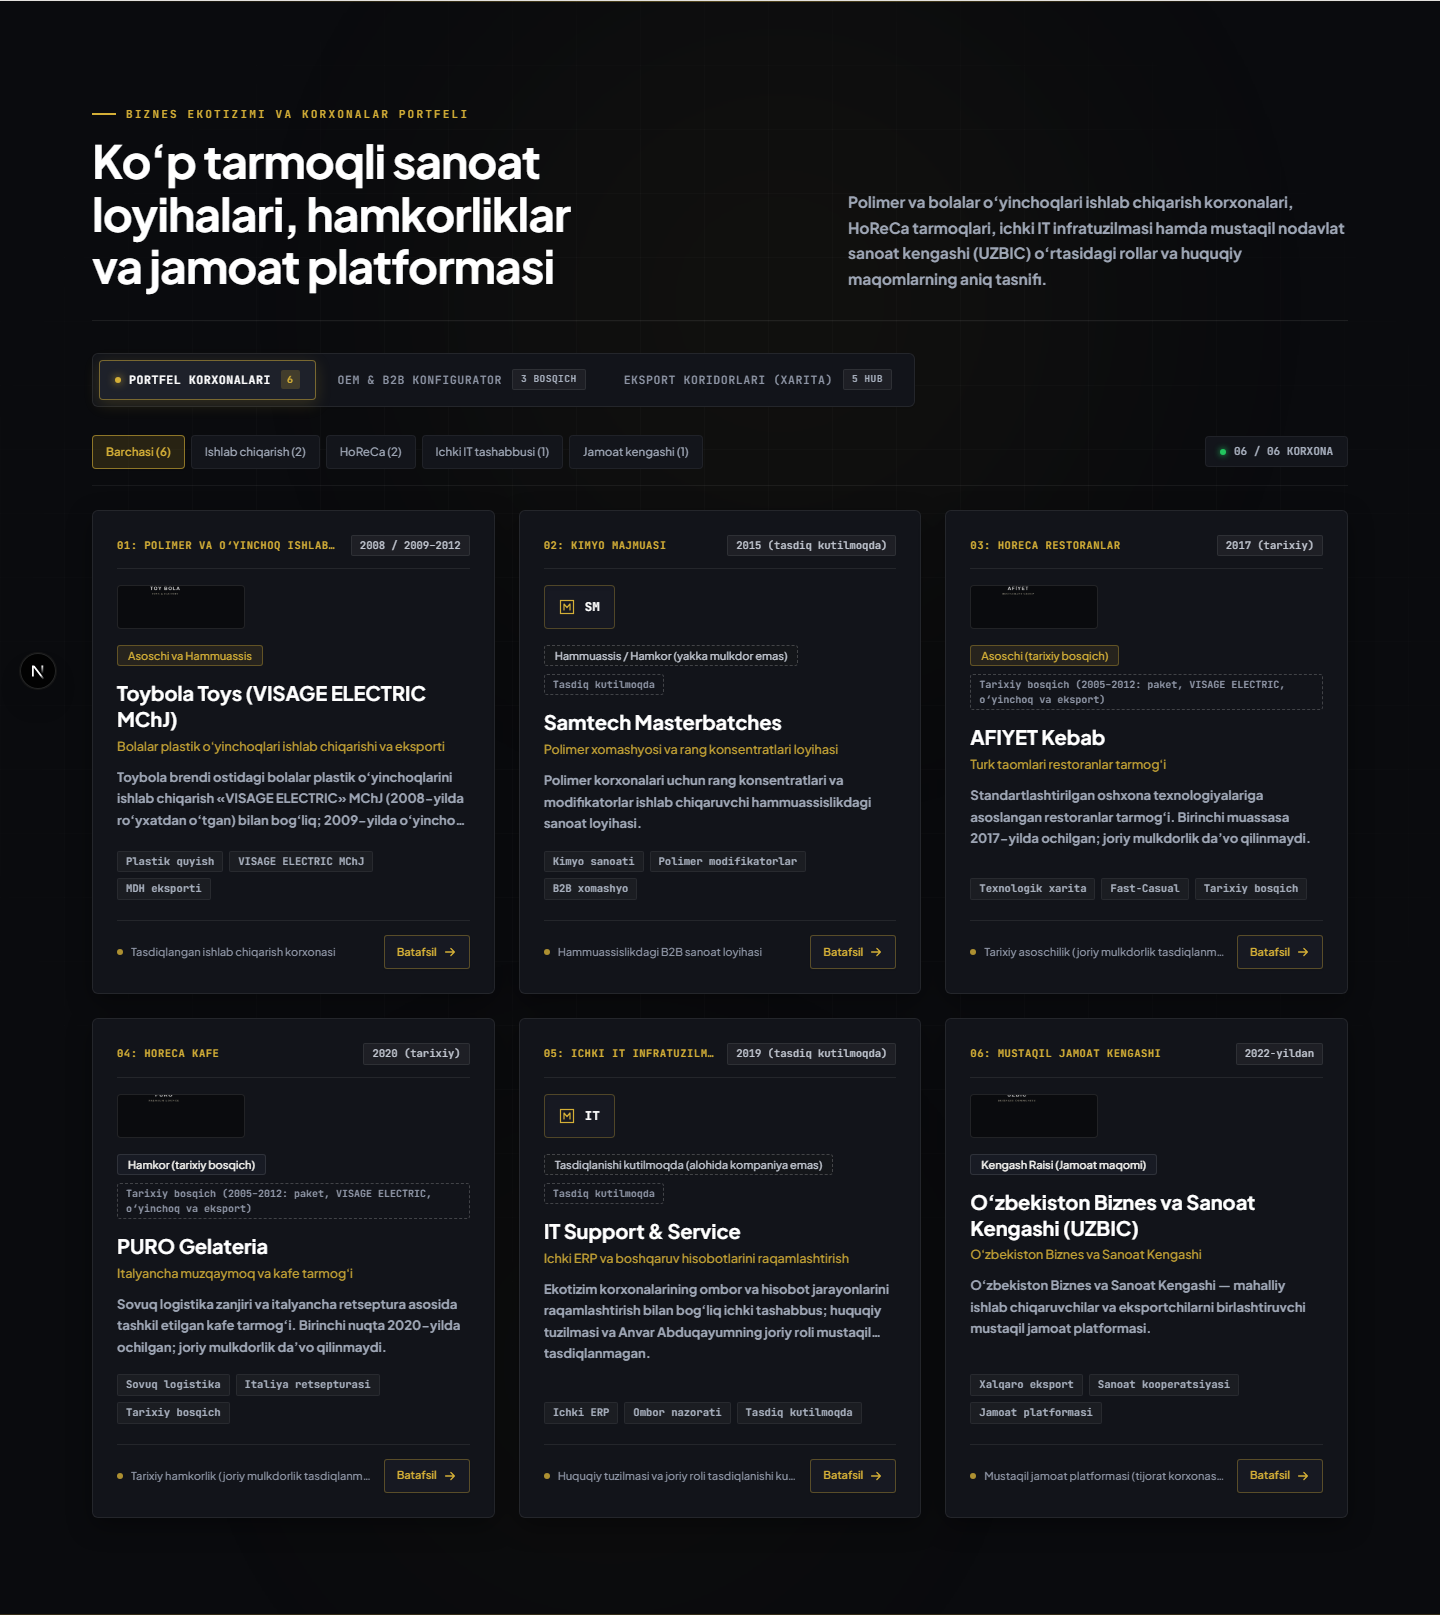 BIZNES EKOTIZIMI VA KORXONALAR PORTFELI
Ko‘p tarmoqli sanoat
loyihalari, hamkorliklar
va jamoat platformasi
Polimer va bolalar o‘yinchoqlari ishlab chiqarish korxonalari,
HoReCa tarmoqlari, ichki IT infratuzilmasi hamda mustaqil nodavlat
sanoat kengashi (UZBIC) o‘rtasidagi rollar va huquqiy
maqomlarning aniq tasnifi.
PORTFEL KORXONALARI 6
OEM & B2B KONFIGURATOR 3 BOSQICH
EKSPORT KORIDORLARI (XARITA) 5 HUB
Barchasi (6)
Ishlab chiqarish (2)
HoReCa (2)
Ichki IT tashabbusi (1)
Jamoat kengashi (1)
06 / 06 KORXONA
01: POLIMER VA O‘YINCHOQ ISHLAB…
2008 / 2009–2012
TOY BOLA
Asoschi va Hammuassis
Toybola Toys (VISAGE ELECTRIC
MChJ)
Bolalar plastik o‘yinchoqlari ishlab chiqarishi va eksporti
Toybola brendi ostidagi bolalar plastik o‘yinchoqlarini
ishlab chiqarish «VISAGE ELECTRIC» MChJ (2008-yilda
ro‘yxatdan o‘tgan) bilan bog‘liq; 2009-yilda o‘yincho…
Plastik quyish
VISAGE ELECTRIC MChJ
MDH eksporti
Tasdiqlangan ishlab chiqarish korxonasi
Batafsil →
02: KIMYO MAJMUASI
2015 (tasdiq kutilmoqda)
SM
Hammuassis / Hamkor (yakka mulkdor emas)
Tasdiq kutilmoqda
Samtech Masterbatches
Polimer xomashyosi va rang konsentratlari loyihasi
Polimer korxonalari uchun rang konsentratlari va
modifikatorlar ishlab chiqaruvchi hammuassislikdagi
sanoat loyihasi.
Kimyo sanoati
Polimer modifikatorlar
B2B xomashyo
Hammuassislikdagi B2B sanoat loyihasi
Batafsil →
03: HORECA RESTORANLAR
2017 (tarixiy)
AFIYET
Asoschi (tarixiy bosqich)
Tarixiy bosqich (2005–2012: paket, VISAGE ELECTRIC,
o‘yinchoq va eksport)
AFIYET Kebab
Turk taomlari restoranlar tarmog‘i
Standartlashtirilgan oshxona texnologiyalariga
asoslangan restoranlar tarmog‘i. Birinchi muassasa
2017-yilda ochilgan; joriy mulkdorlik da’vo qilinmaydi.
Texnologik xarita
Fast-Casual
Tarixiy bosqich
Tarixiy asoschilik (joriy mulkdorlik tasdiqlanm…
Batafsil →
04: HORECA KAFE
2020 (tarixiy)
PURO
Hamkor (tarixiy bosqich)
Tarixiy bosqich (2005–2012: paket, VISAGE ELECTRIC,
o‘yinchoq va eksport)
PURO Gelateria
Italyancha muzqaymoq va kafe tarmog‘i
Sovuq logistika zanjiri va italyancha retseptura asosida
tashkil etilgan kafe tarmog‘i. Birinchi nuqta 2020-yilda
ochilgan; joriy mulkdorlik da’vo qilinmaydi.
Sovuq logistika
Italiya retsepturasi
Tarixiy bosqich
Tarixiy hamkorlik (joriy mulkdorlik tasdiqlanm…
Batafsil →
05: ICHKI IT INFRATUZILM…
2019 (tasdiq kutilmoqda)
IT
Tasdiqlanishi kutilmoqda (alohida kompaniya emas)
Tasdiq kutilmoqda
IT Support & Service
Ichki ERP va boshqaruv hisobotlarini raqamlashtirish
Ekotizim korxonalarining ombor va hisobot jarayonlarini
raqamlashtirish bilan bog‘liq ichki tashabbus; huquqiy
tuzilmasi va Anvar Abduqayumning joriy roli mustaqil…
tasdiqlanmagan.
Ichki ERP
Ombor nazorati
Tasdiq kutilmoqda
Huquqiy tuzilmasi va joriy roli tasdiqlanishi ku…
Batafsil →
06: MUSTAQIL JAMOAT KENGASHI
2022-yildan
UZBIC
Kengash Raisi (Jamoat maqomi)
O‘zbekiston Biznes va Sanoat
Kengashi (UZBIC)
O‘zbekiston Biznes va Sanoat Kengashi
O‘zbekiston Biznes va Sanoat Kengashi — mahalliy
ishlab chiqaruvchilar va eksportchilarni birlashtiruvchi
mustaqil jamoat platformasi.
Xalqaro eksport
Sanoat kooperatsiyasi
Jamoat platformasi
Mustaqil jamoat platformasi (tijorat korxonas…
Batafsil →